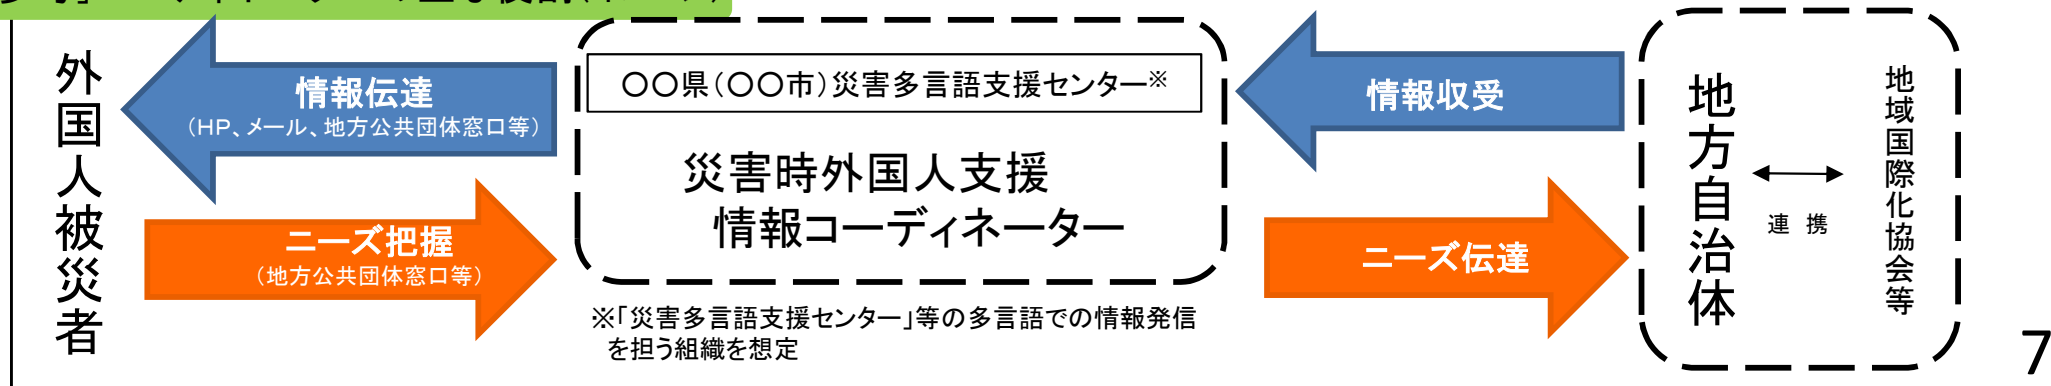 外国人被災者
情報伝達
（HP、メール、地方公共団体窓口等）
ニーズ把握
（地方公共団体窓口等）
〇〇県（〇〇市）災害多言語支援センター※
災害時外国人支援
情報コーディネーター
※「災害多言語支援センター」等の多言語での情報発信
を担う組織を想定
情報収受
ニーズ伝達
地方自治体
連 携
地域国際化協会等
7